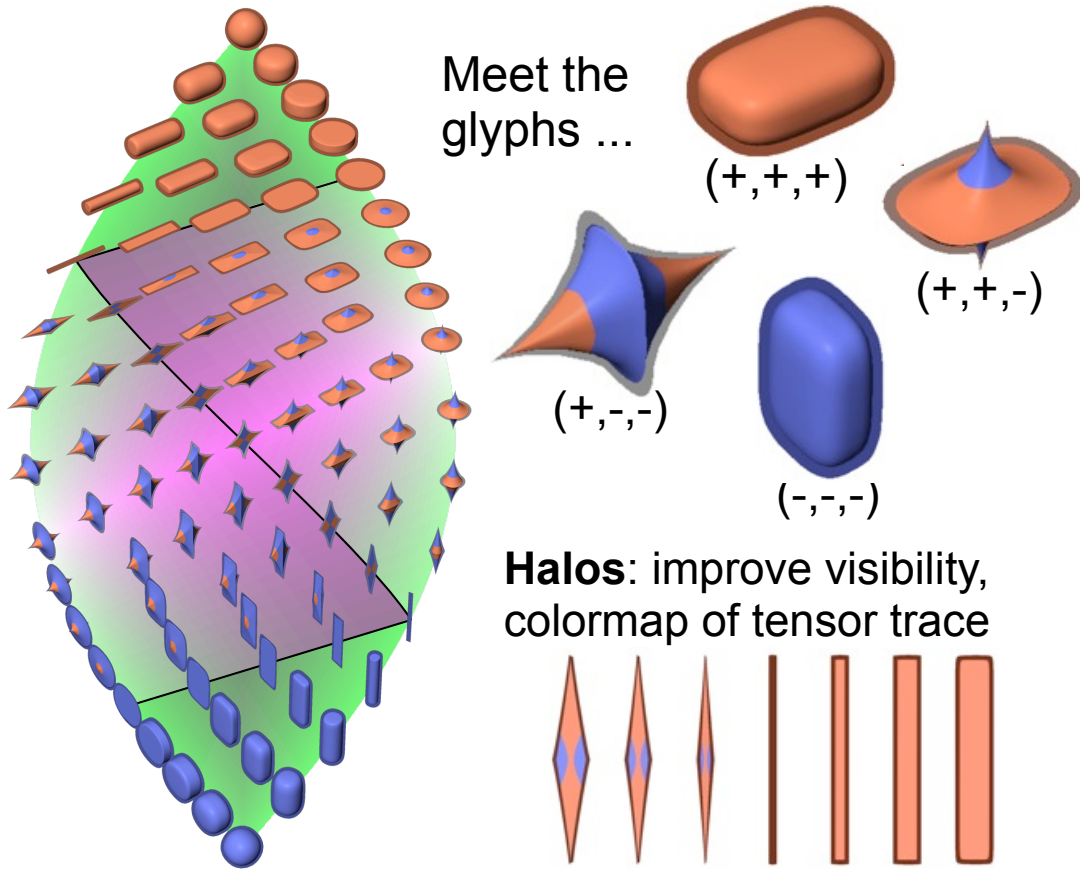 Meet the
glyphs ...
(+,+,+)
(+,+,-)
(+,-,-)
(-,-,-)
Halos: improve visibility,
colormap of tensor trace